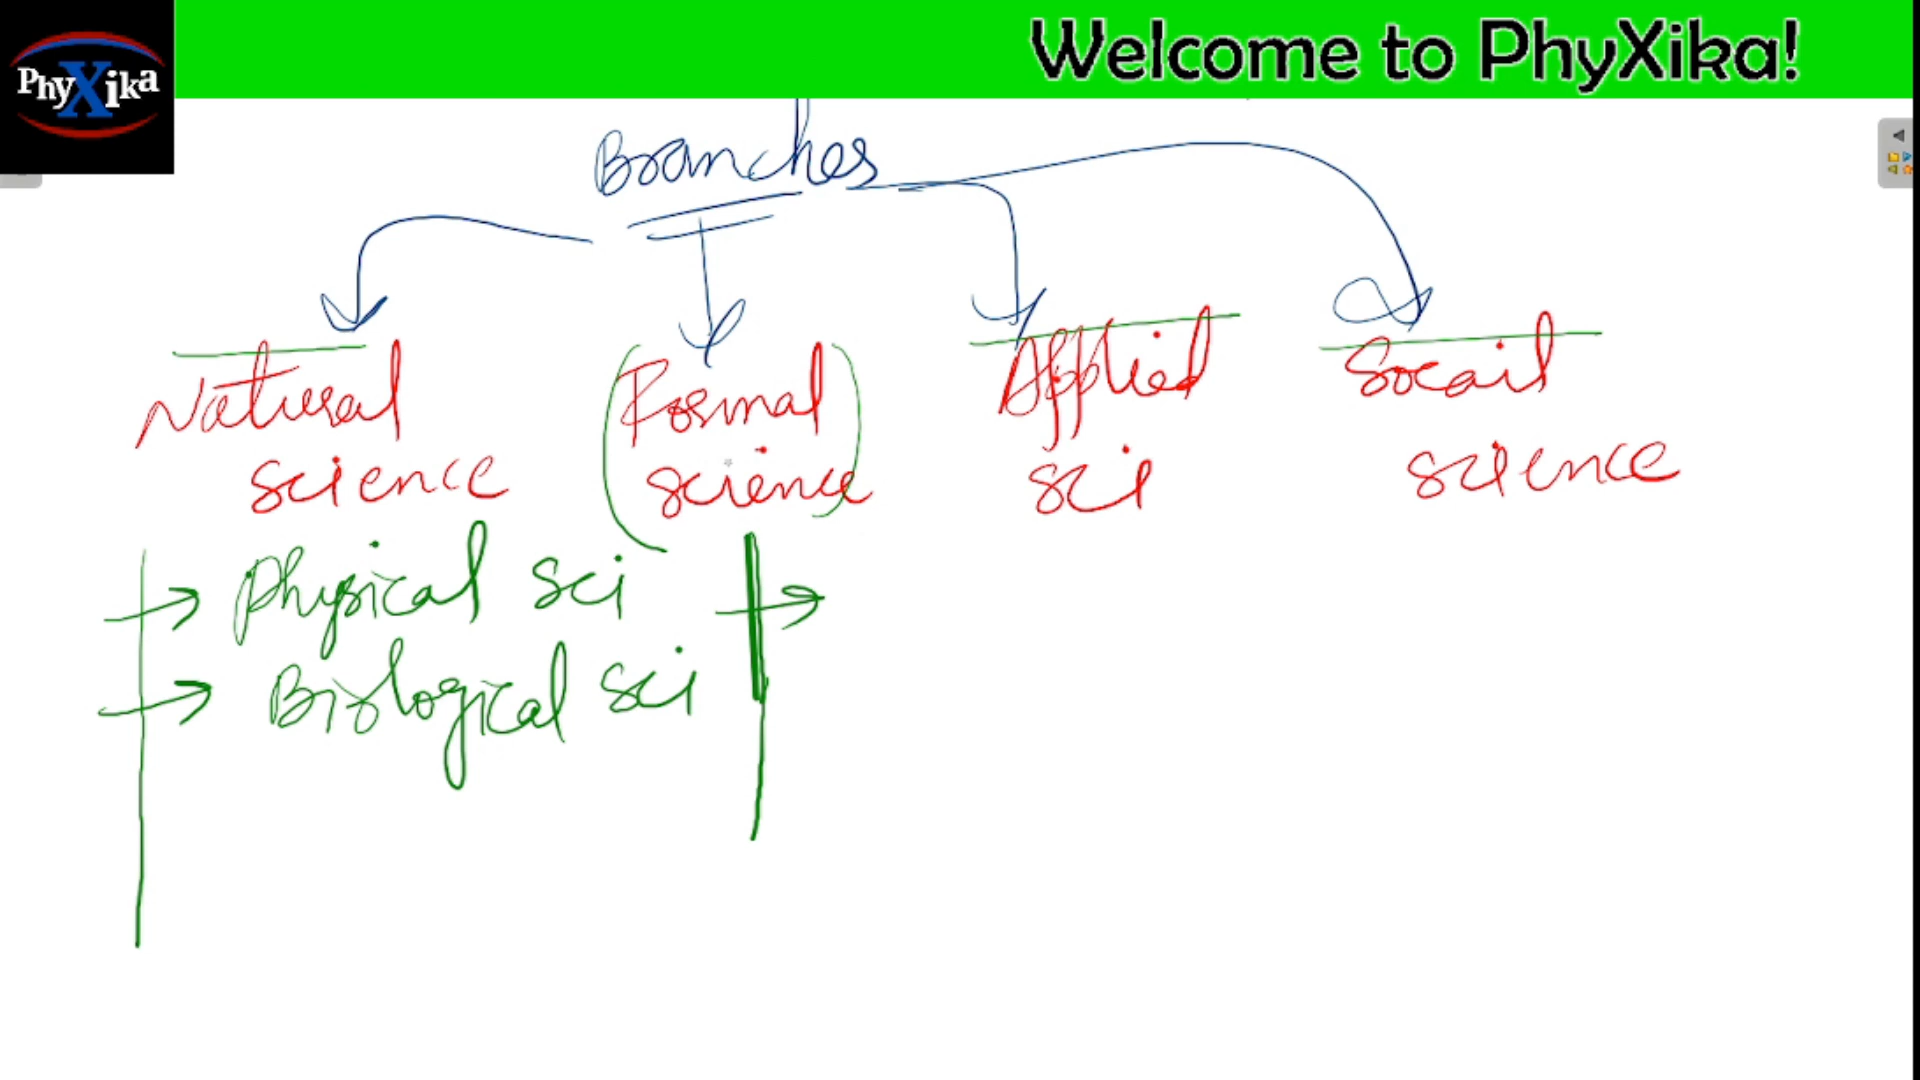 PhyXika
Welcome to PhyXika!
Branches
Natural science
Formal science
Applied sci
Socail science
Physical sci
Biological sci